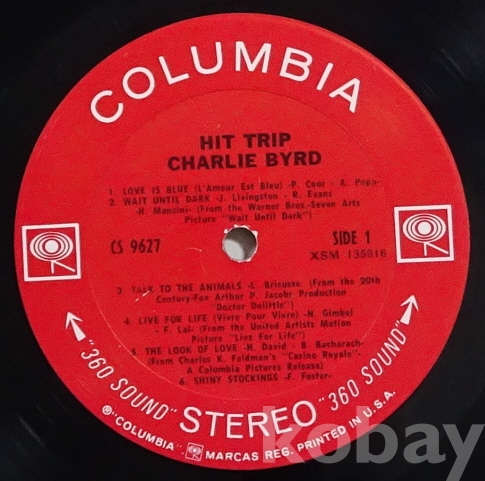 COLUMBIA
HIT TRIP
CHARLIE BYRD
1. LOVE IS BLUE (L'Amour Est Bleu) -P. Cour - A. Popp-
2. WAIT UNTIL DARK -J. Livingston - R. Evans
-H. Mancini- (From the Warner Bros.-Seven Arts
Picture "Wait Until Dark")
CS 9627
SIDE 1
XSM 135816
3. TALK TO THE ANIMALS -L. Bricusse (From the 20th
Century-Fox Arthur P. Jacobs Production
"Doctor Dolittle")
4. LIVE FOR LIFE (Vivre Pour Vivre) -N. Gimbel
- F. Lai- (From the United Artists Motion
Picture "Live For Life")
5. THE LOOK OF LOVE -H. David - B. Bacharach-
(From Charles K. Feldman's "Casino Royale"-
A Columbia Pictures Release)
6. SHINY STOCKINGS -F. Foster-
"360 SOUND" STEREO "360 SOUND"
® "COLUMBIA", MARCAS REG. PRINTED IN U.S.A.
kobay